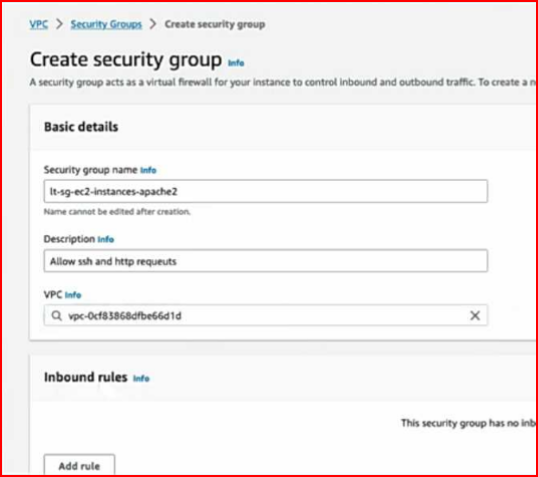 VPC > Security Groups > Create security group
Create security group Info
A security group acts as a virtual firewall for your instance to control inbound and outbound traffic. To create a
Basic details
Security group name Info
lt-sg-ec2-instances-apache2
Name cannot be edited after creation.
Description Info
Allow ssh and http requeuts
VPC Info
vpc-0cf83868dfbe66d1d
Inbound rules Info
This security group has no
Add rule